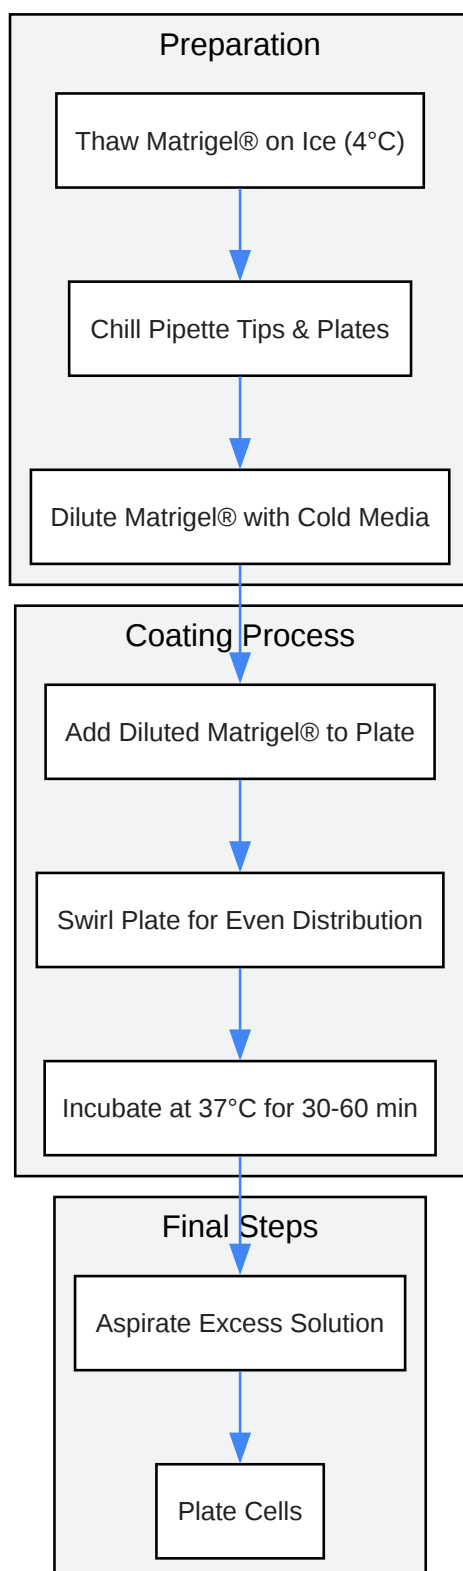 Preparation
Thaw Matrigel® on Ice (4°C)
Chill Pipette Tips & Plates
Dilute Matrigel® with Cold Media
Coating Process
Add Diluted Matrigel® to Plate
Swirl Plate for Even Distribution
Incubate at 37°C for 30-60 min
Final Steps
Aspirate Excess Solution
Plate Cells